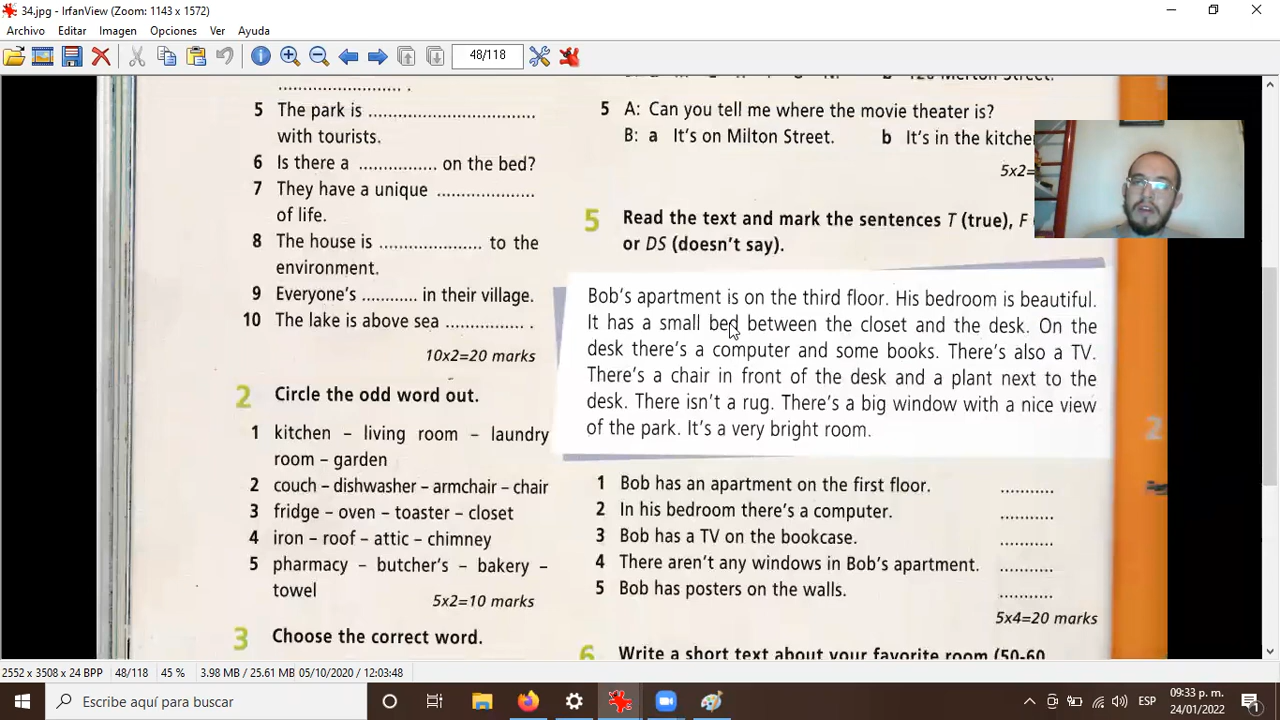 34.jpg - IrfanView (Zoom: 1143 x 1572)
Archivo Editar Imagen Opciones Ver Ayuda
48/118
.............................. .
5 The park is ..................................
with tourists.
6 Is there a ............... on the bed?
7 They have a unique ...................
of life.
8 The house is .................... to the
environment.
9 Everyone's ........... in their village.
10 The lake is above sea ............... .
10x2=20 marks
2 Circle the odd word out.
1 kitchen – living room – laundry
room – garden
2 couch – dishwasher – armchair – chair
3 fridge – oven – toaster – closet
4 iron – roof – attic – chimney
5 pharmacy – butcher's – bakery –
towel
5x2=10 marks
3 Choose the correct word.
b 120 Merton Street.
5 A: Can you tell me where the movie theater is?
B: a It's on Milton Street. b It's in the kitche
5x2=
5 Read the text and mark the sentences T (true), F
or DS (doesn't say).
Bob's apartment is on the third floor. His bedroom is beautiful.
It has a small bed between the closet and the desk. On the
desk there's a computer and some books. There's also a TV.
There's a chair in front of the desk and a plant next to the
desk. There isn't a rug. There's a big window with a nice view
of the park. It's a very bright room.
1 Bob has an apartment on the first floor. ...........
2 In his bedroom there's a computer. ...........
3 Bob has a TV on the bookcase. ...........
4 There aren't any windows in Bob's apartment. ...........
5 Bob has posters on the walls. ...........
5x4=20 marks
6 Write a short text about your favorite room (50-60
2552 x 3508 x 24 BPP 48/118 45 % 3.98 MB / 25.61 MB 05/10/2020 / 12:03:48
Escribe aquí para buscar
ESP
09:33 p. m.
24/01/2022